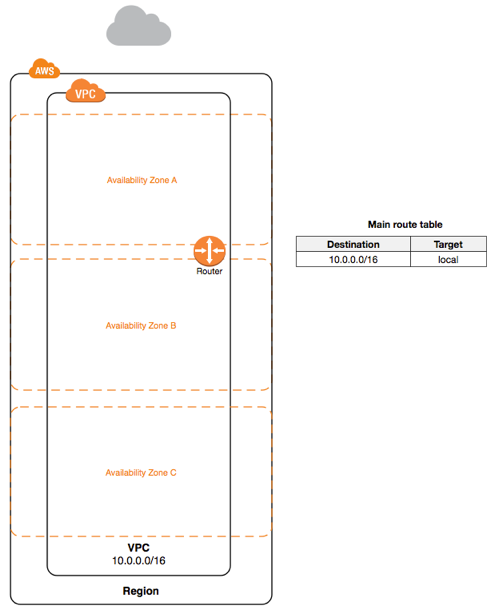 AWS
VPC
Availability Zone A
Router
Main route table
Destination Target
10.0.0.0/16 local
Availability Zone B
Availability Zone C
VPC
10.0.0.0/16
Region